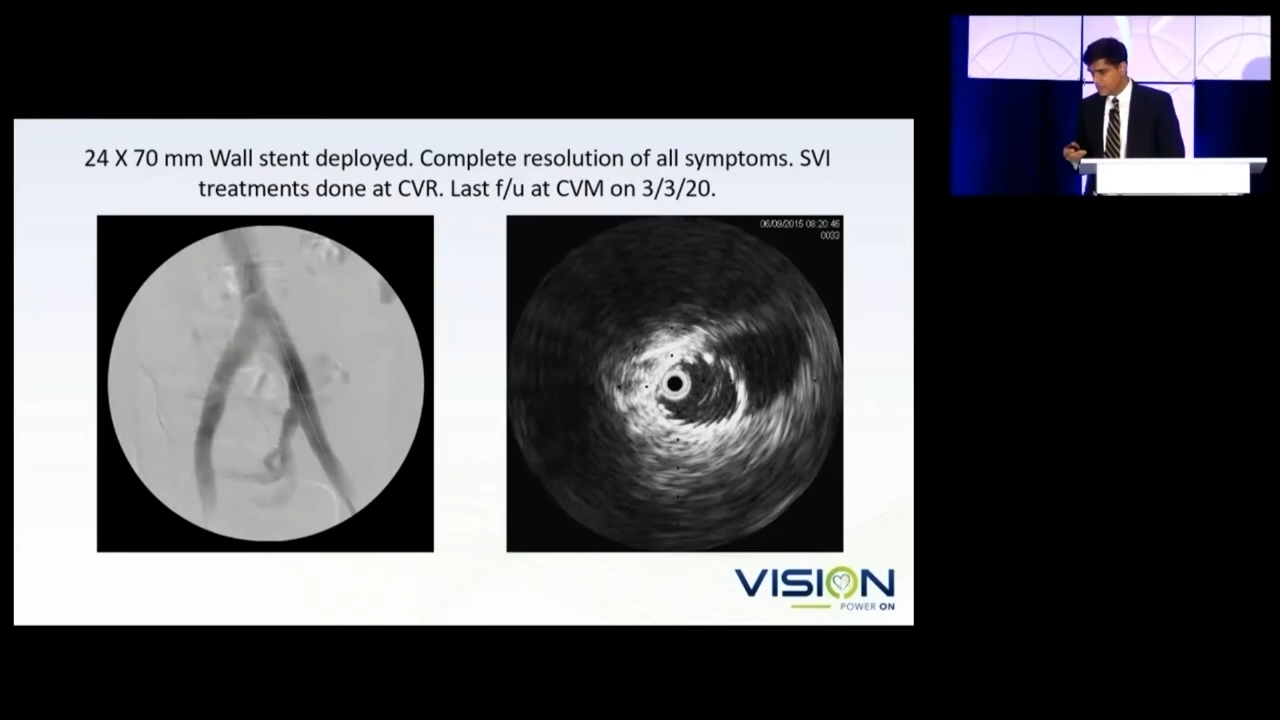 24 X 70 mm Wall stent deployed. Complete resolution of all symptoms. SVI
treatments done at CVR. Last f/u at CVM on 3/3/20.
06/09/2015 08:20:46
0033
VISION
POWER ON